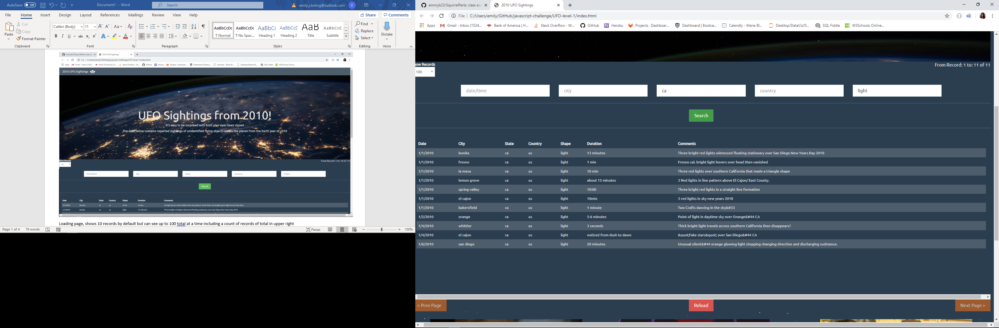 AutoSave Off Document1 - Word Search emily.j.boling@outlook.com E
File Home Insert Design Layout References Mailings Review View Help Share Comments
Paste Cut Copy Format Painter
Calibri (Body) 11 A A Aa A
B I U ab x2 x2 A A
AaBbCcDc AaBbCcDc AaBbCc AaBbCcD AaB AaBbCcD
¶ Normal ¶ No Spac... Heading 1 Heading 2 Title Subtitle
Find Replace Select Dictate
Clipboard Font Paragraph Styles Editing Voice
emmyb23/SquirrelParts: class ex 2010 UFO Sightings
File C:/Users/emily/GitHub/javascript-challenge/UFO-level-1/index.html
Apps Gmail - Inbox (1524... Bank of America | H... Stack Overflow - W... GitHub Heroku Projects · Dashboar... Dashboard | Bootca... Calendly - Marie Bl... Desktop/DataViz/0... SQL Fiddle W3Schools Online...
2010 UFO Sightings
UFO Sightings from 2010!
It's easy to be surprised with both your eyes sewn closed
The data below contains reported sightings of unidentified flying objects across the planet from the Earth year of 2010
Show Records From Record: 1 to: 10 of 111
10
date/time city state country shape
Search
Date City State Country Shape Duration Comments
1/1/2010 benton ar us circle 5 mins. 4 bright green circles high in the sky going in circles then one bright green light at my front door.
1/1/2010 bonita ca us light 13 minutes Three bright red lights witnessed floating stationary over San Diego New Years Day 2010
Loading page, shows 10 records by default but can see up to 100 total at a time including a count of records of total in upper right
Page 1 of 4 79 words Focus 100%
emmyb23/SquirrelParts: class exa 2010 UFO Sightings
File C:/Users/emily/GitHub/javascript-challenge/UFO-level-1/index.html
Apps Gmail - Inbox (1524... Bank of America | H... Stack Overflow - W... GitHub Heroku Projects · Dashboar... Dashboard | Bootca... Calendly - Marie Bl... Desktop/DataViz/0... SQL Fiddle W3Schools Online...
ow Records From Record: 1 to: 11 of 11
100
date/time city ca country light
Search
Date City State Country Shape Duration Comments
1/1/2010 bonita ca us light 13 minutes Three bright red lights witnessed floating stationary over San Diego New Years Day 2010
1/1/2010 fresno ca us light 1 min Fresno cal. bright light hovers over head then vanished
1/1/2010 la mesa ca us light 10 min Three red lights over southern California that made a triangle shape
1/1/2010 lemon grove ca us light about 15 minutes 3 Red lights in line pattern above El Cajon/ East County.
1/1/2010 spring valley ca us light 10:00 Three bright red lights in a straight line formation
1/1/2010 el cajon ca us light 10min 3 red lights in sky new years 2010
1/1/2010 bakersfield ca us light 1 minute Two Crafts dancing in the sky&#33
1/2/2010 orange ca us light 5-6 minutes Point of light in daytime sky over Orange&#44 CA
1/4/2010 whittier ca us light 3 seconds Thick bright light travels across southern California then disappears?
1/4/2010 el cajon ca us light noticed from dusk to dawn &quot;Fake stars&quot; over San Diego&#44 CA
1/6/2010 san diego ca us light 20 minutes Unusual silent&#44 orange glowing light stopping changing direction and discharging sudstance.
< Prev Page Reload Next Page >